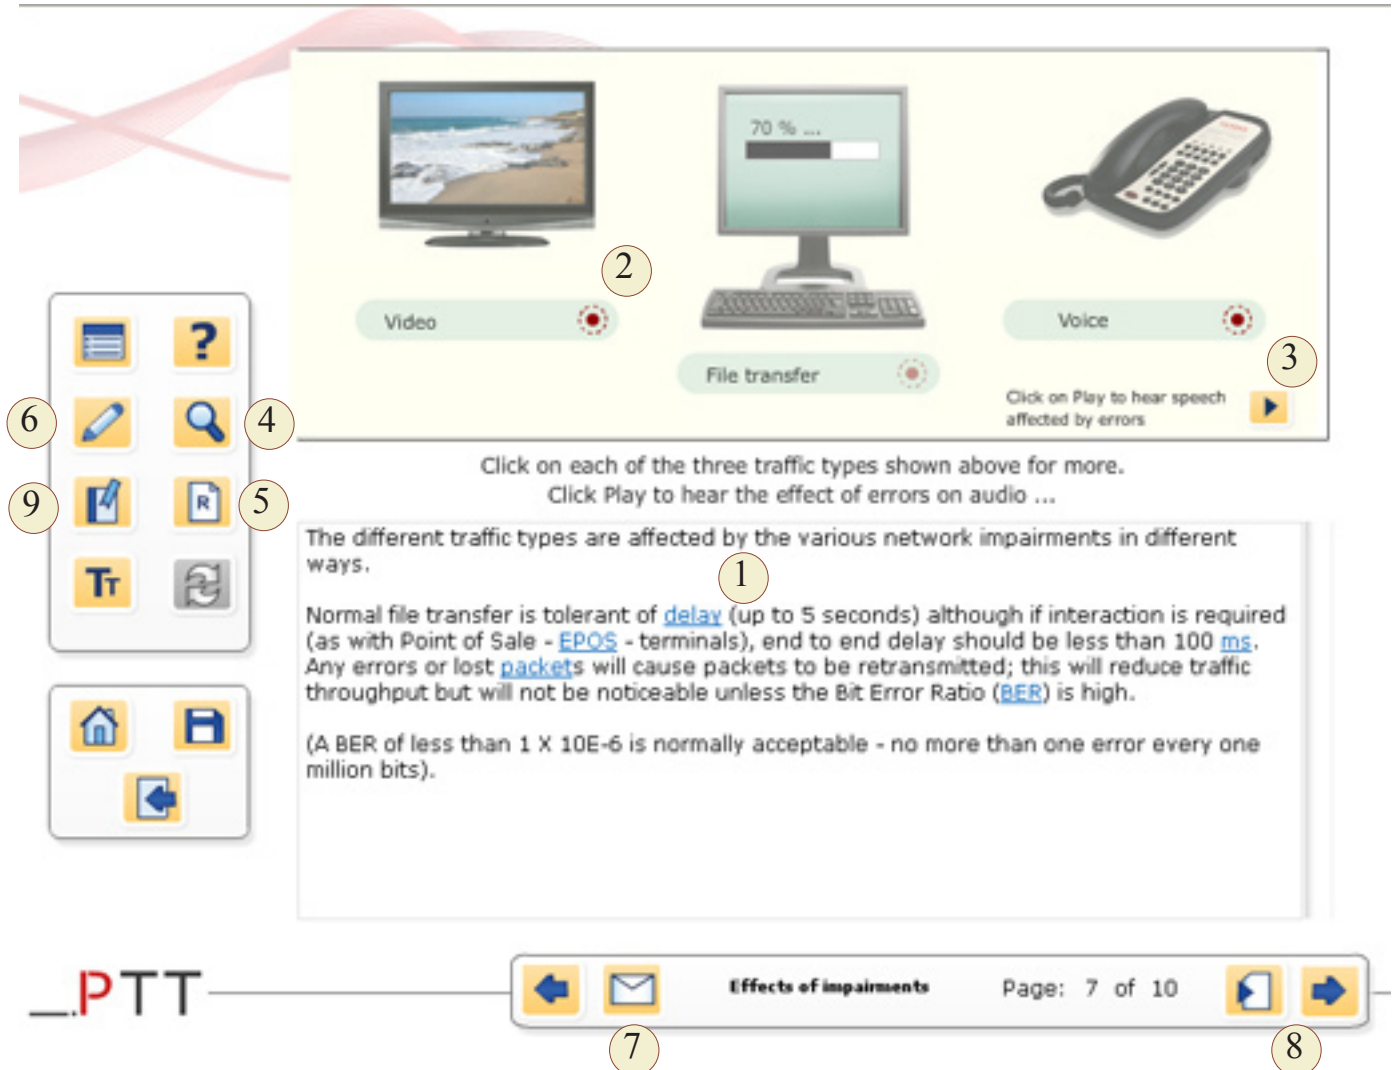 70 % ...
2
Video
Voice
3
File transfer
Click on Play to hear speech
affected by errors
?
6
4
9
R
5
TT
Click on each of the three traffic types shown above for more.
Click Play to hear the effect of errors on audio ...
The different traffic types are affected by the various network impairments in different
ways.
1
Normal file transfer is tolerant of delay (up to 5 seconds) although if interaction is required
(as with Point of Sale - EPOS - terminals), end to end delay should be less than 100 ms.
Any errors or lost packets will cause packets to be retransmitted; this will reduce traffic
throughput but will not be noticeable unless the Bit Error Ratio (BER) is high.
(A BER of less than 1 X 10E-6 is normally acceptable - no more than one error every one
million bits).
__.PTT
Effects of impairments
Page: 7 of 10
7
8